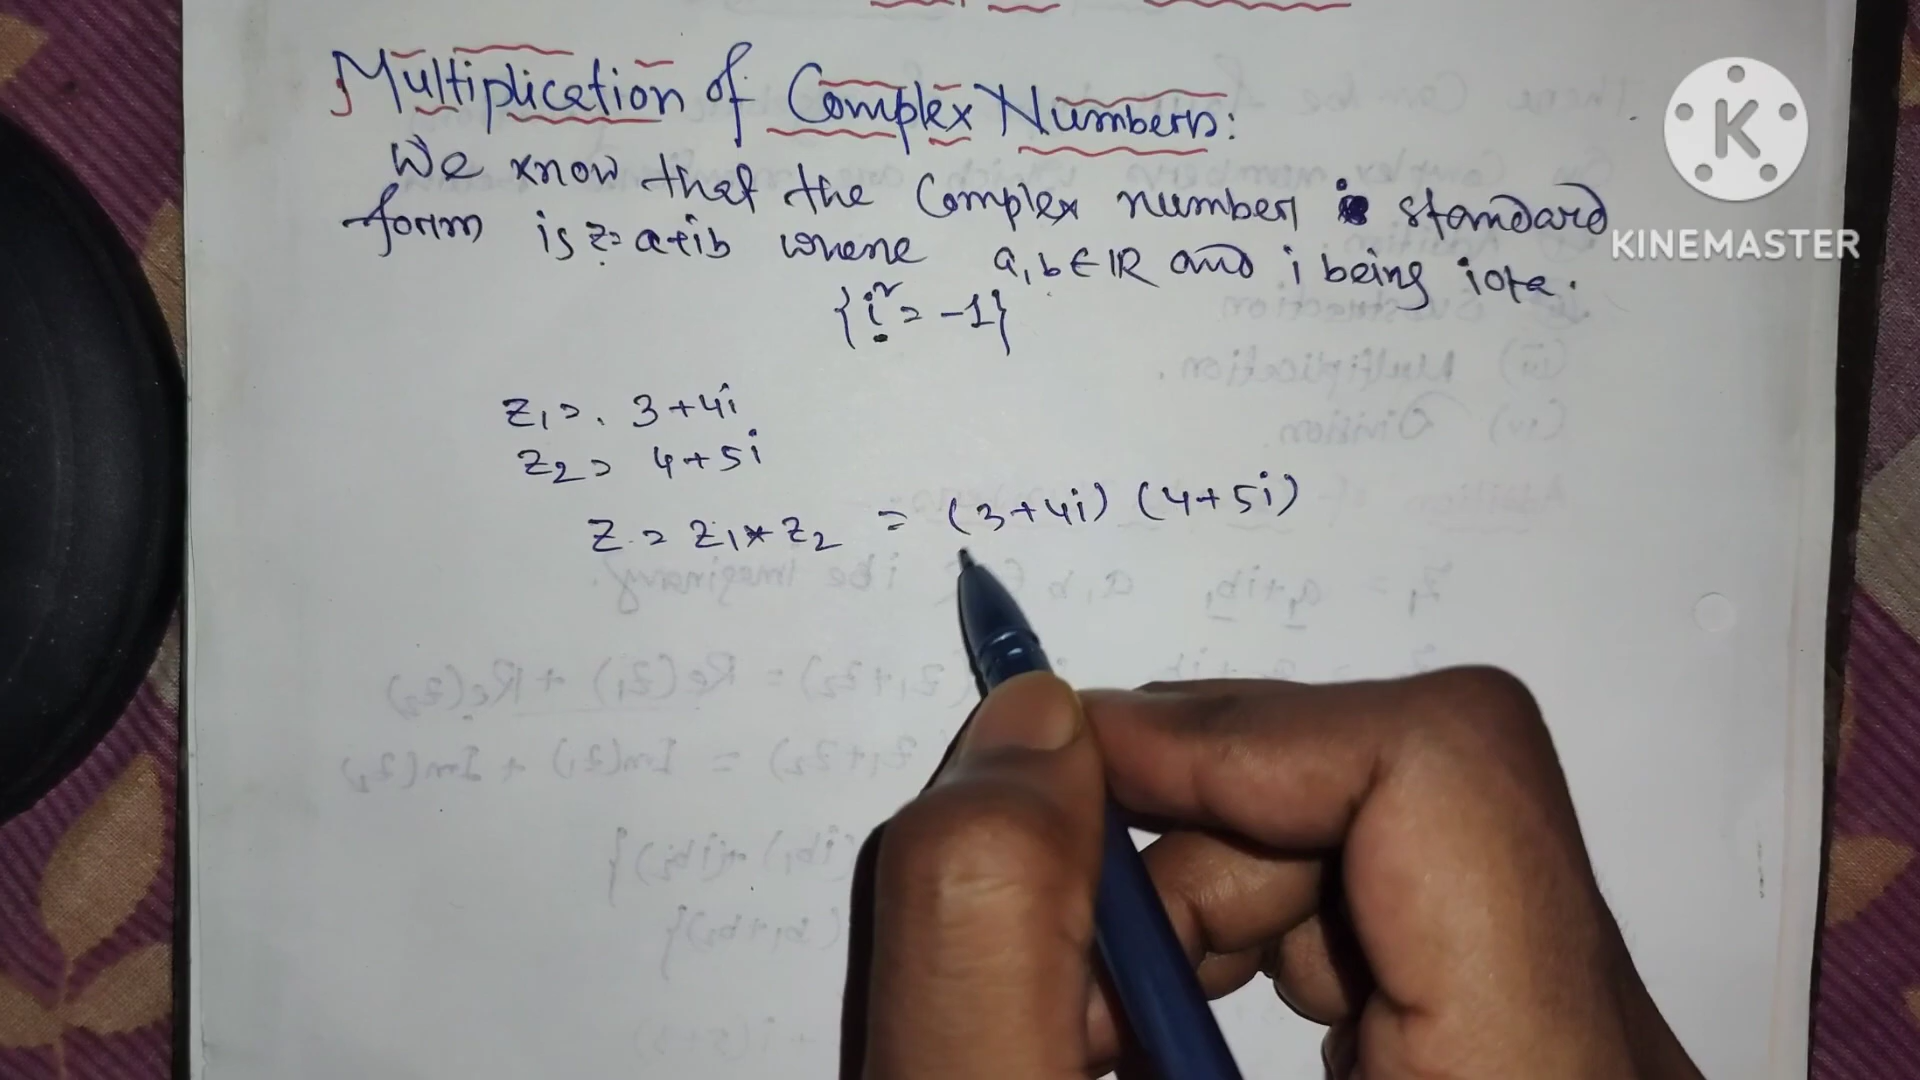 Multiplication of Complex Numbers:
We know that the Complex number standard
form is z = a+ib where a,b ∈ IR and i being iota.
{i² = -1}
z₁ = 3+4i
z₂ = 4+5i
z = z₁*z₂ = (3+4i) (4+5i)
K
KINEMASTER